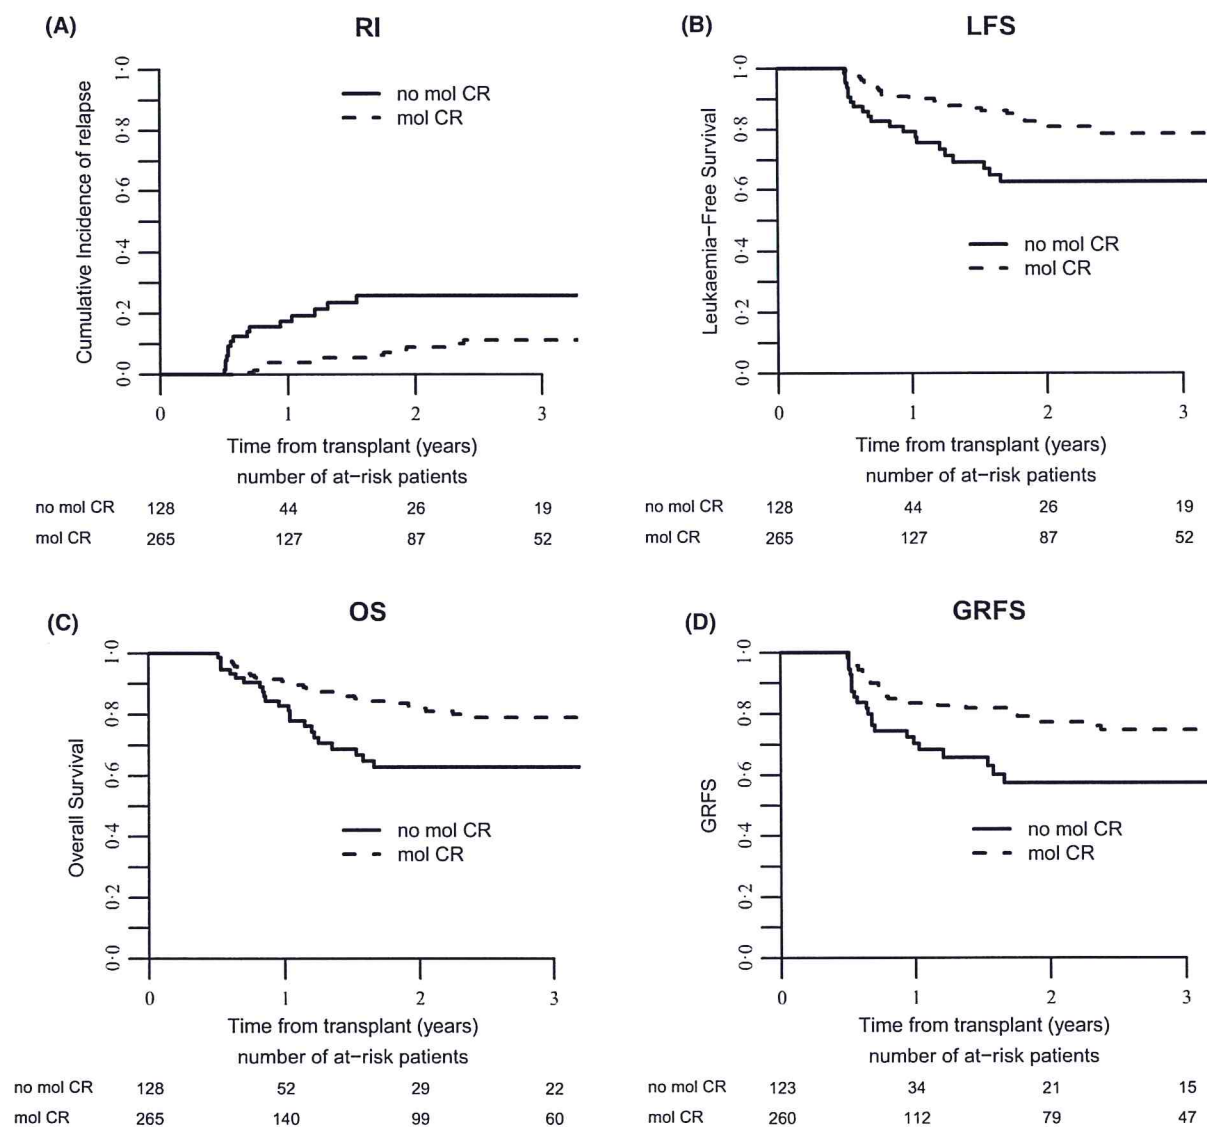 (A) RI
1·0
0·8
0·6
0·4
0·2
0·0
Cumulative Incidence of relapse
no mol CR
mol CR
0 1 2 3
Time from transplant (years)
number of at−risk patients
no mol CR 128 44 26 19
mol CR 265 127 87 52
(B) LFS
1·0
0·8
0·6
0·4
0·2
0·0
Leukaemia−Free Survival
no mol CR
mol CR
0 1 2 3
Time from transplant (years)
number of at−risk patients
no mol CR 128 44 26 19
mol CR 265 127 87 52
(C) OS
1·0
0·8
0·6
0·4
0·2
0·0
Overall Survival
no mol CR
mol CR
0 1 2 3
Time from transplant (years)
number of at−risk patients
no mol CR 128 52 29 22
mol CR 265 140 99 60
(D) GRFS
1·0
0·8
0·6
0·4
0·2
0·0
GRFS
no mol CR
mol CR
0 1 2 3
Time from transplant (years)
number of at−risk patients
no mol CR 123 34 21 15
mol CR 260 112 79 47